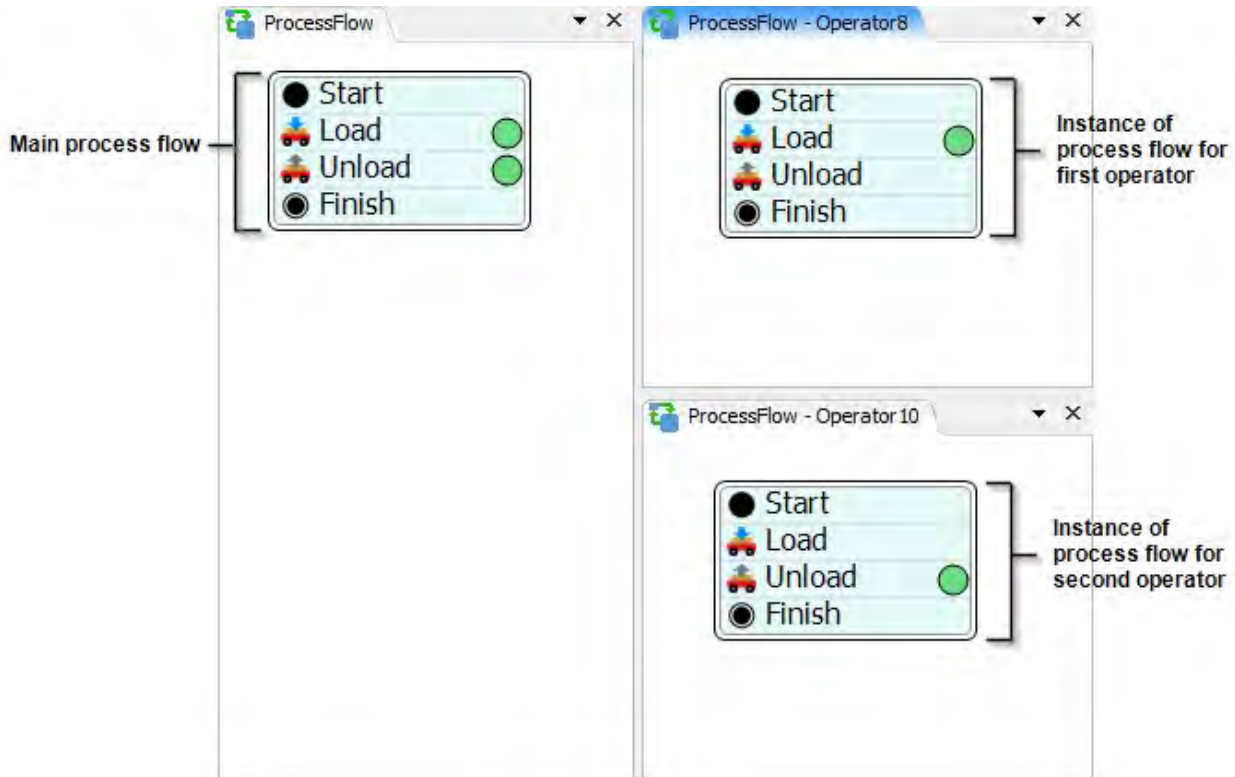 ProcessFlow
Start
Load
Unload
Finish
Main process flow
ProcessFlow - Operator8
Start
Load
Unload
Finish
Instance of
process flow for
first operator
ProcessFlow - Operator10
Start
Load
Unload
Finish
Instance of
process flow for
second operator